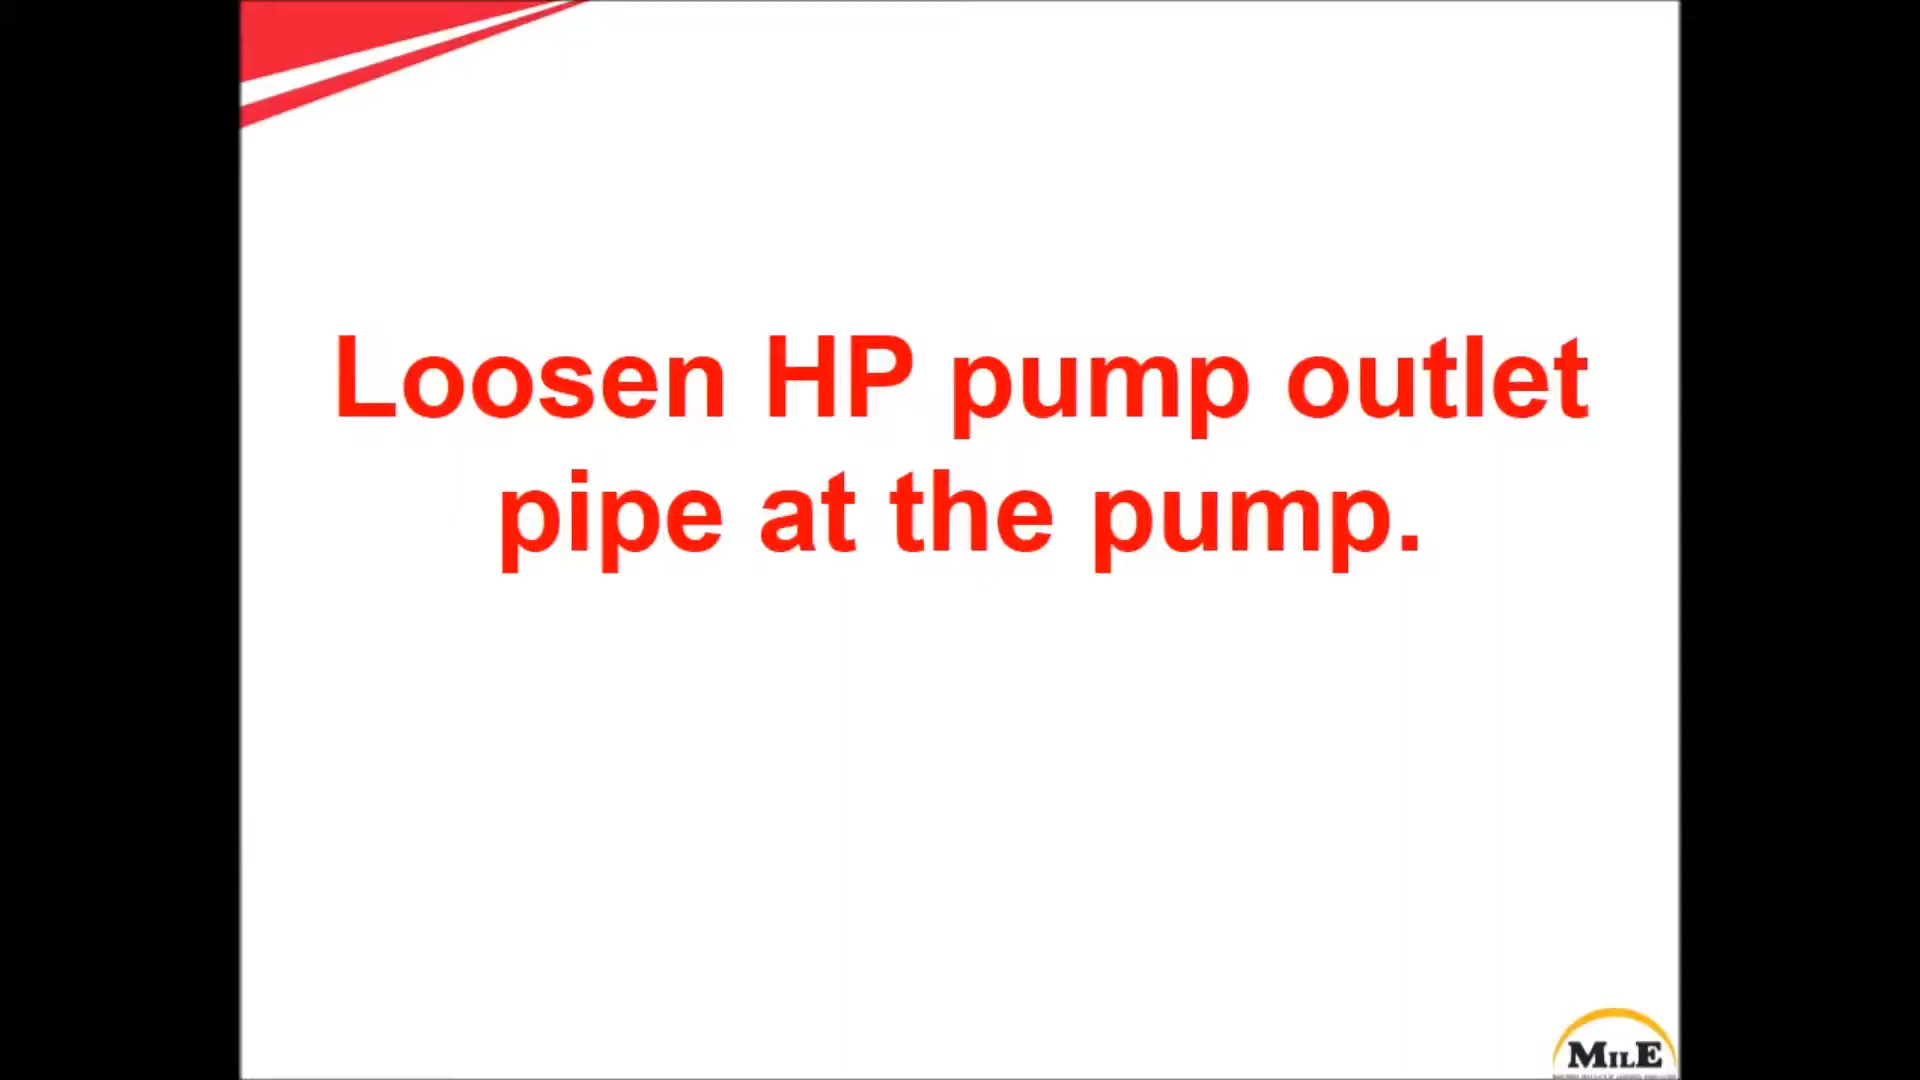 Loosen HP pump outlet
pipe at the pump.
MILE